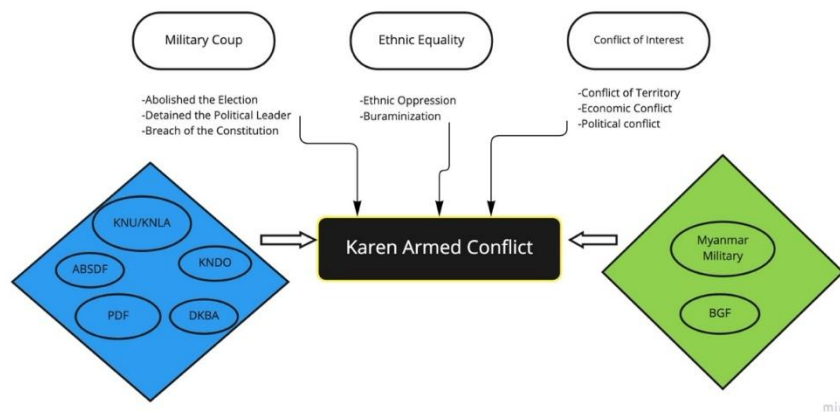 Military Coup
Ethnic Equality
Conflict of Interest
-Abolished the Election
-Detained the Political Leader
-Breach of the Constitution
-Ethnic Oppression
-Buraminization
-Conflict of Territory
-Economic Conflict
-Political conflict
KNU/KNLA
ABSDF
KNDO
PDF
DKBA
Karen Armed Conflict
Myanmar
Military
BGF